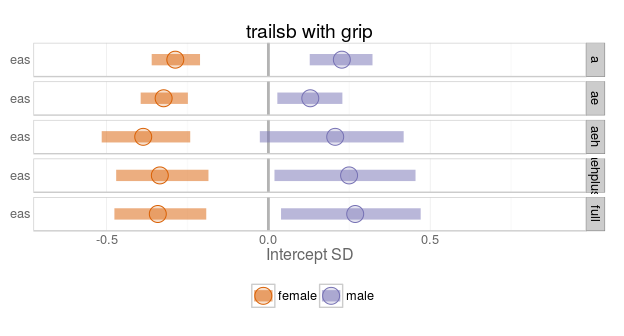 trailsb with grip
eas a
eas ae
eas aeh
eas
eas full
-0.5 0.0 0.5
Intercept SD
female male